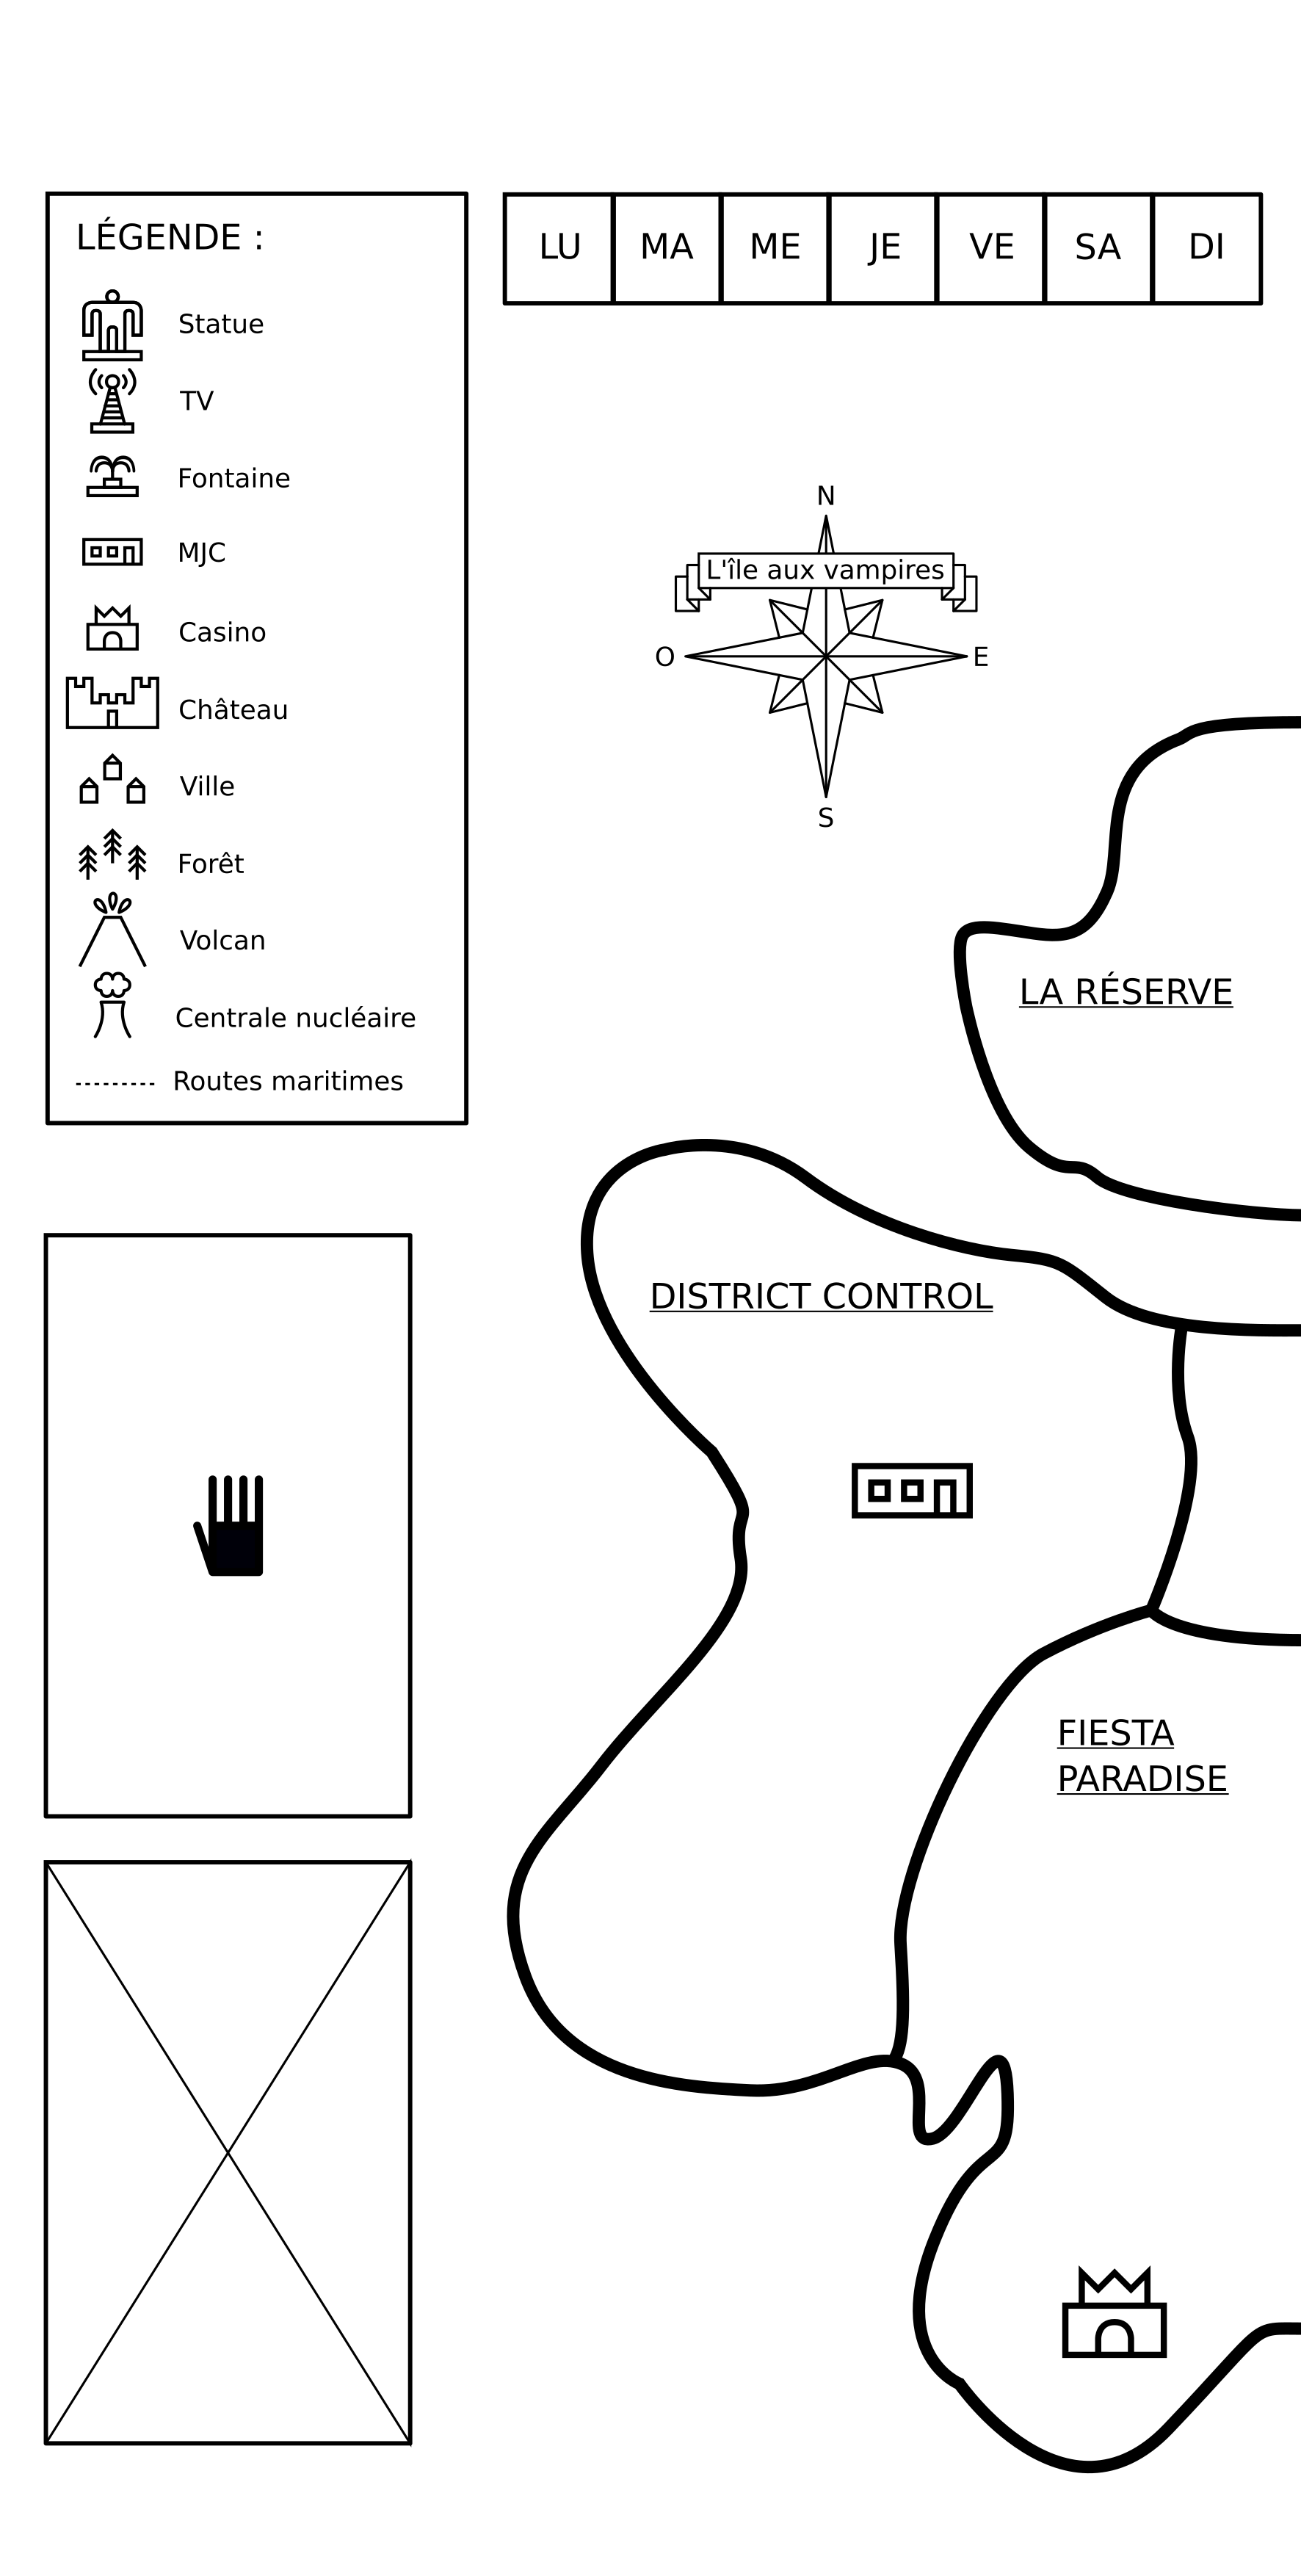 LÉGENDE :
Statue
TV
Fontaine
MJC
Casino
Château
Ville
Forêt
Volcan
Centrale nucléaire
Routes maritimes
LU MA ME JE VE SA DI
N
L'île aux vampires
O E
S
LA RÉSERVE
DISTRICT CONTROL
FIESTA
PARADISE